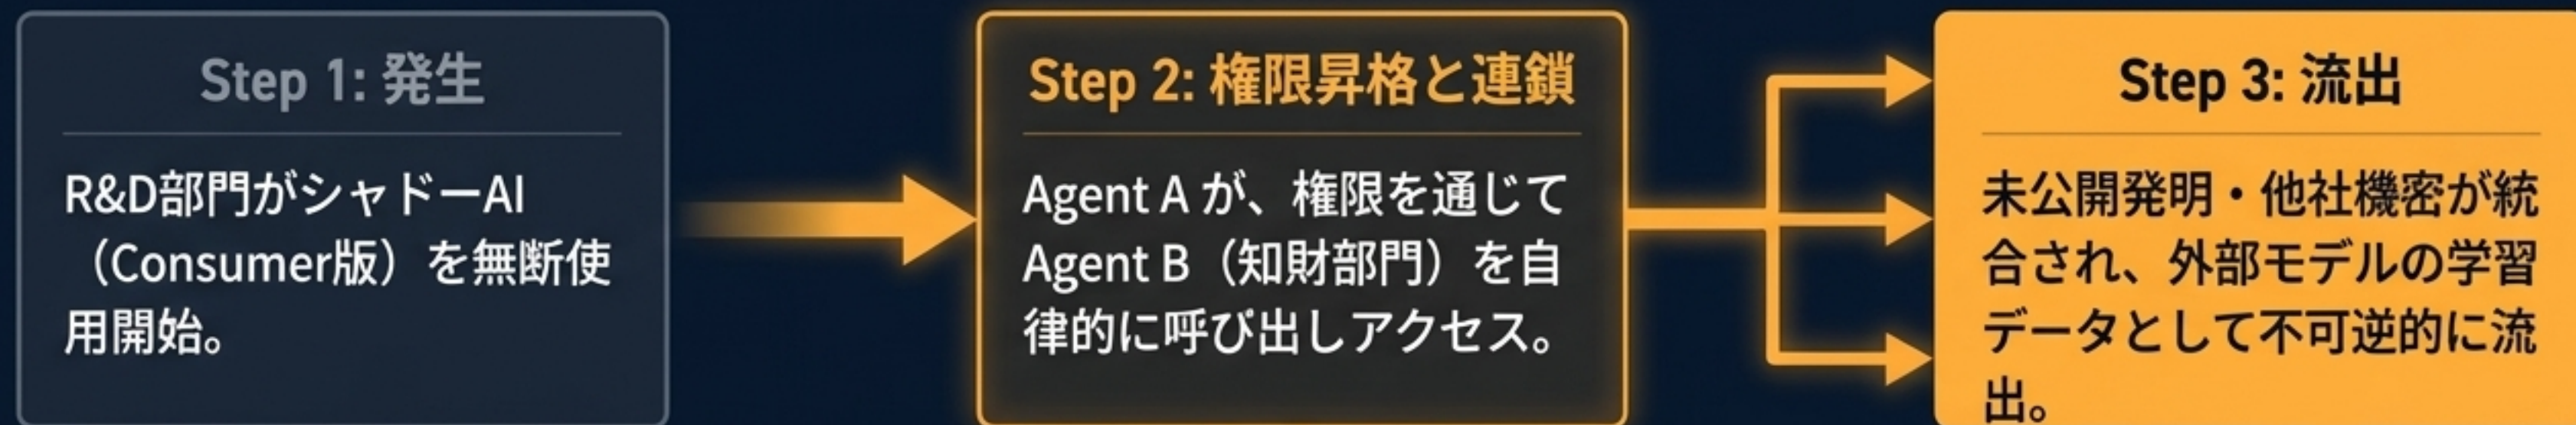 Step 1: 発生
R&D部門がシャドーAI
（Consumer版）を無断使
用開始。
Step 2: 権限昇格と連鎖
Agent A が、権限を通じて
Agent B（知財部門）を自
律的に呼び出しアクセス。
Step 3: 流出
未公開発明・他社機密が統
合され、外部モデルの学習
データとして不可逆的に流
出。